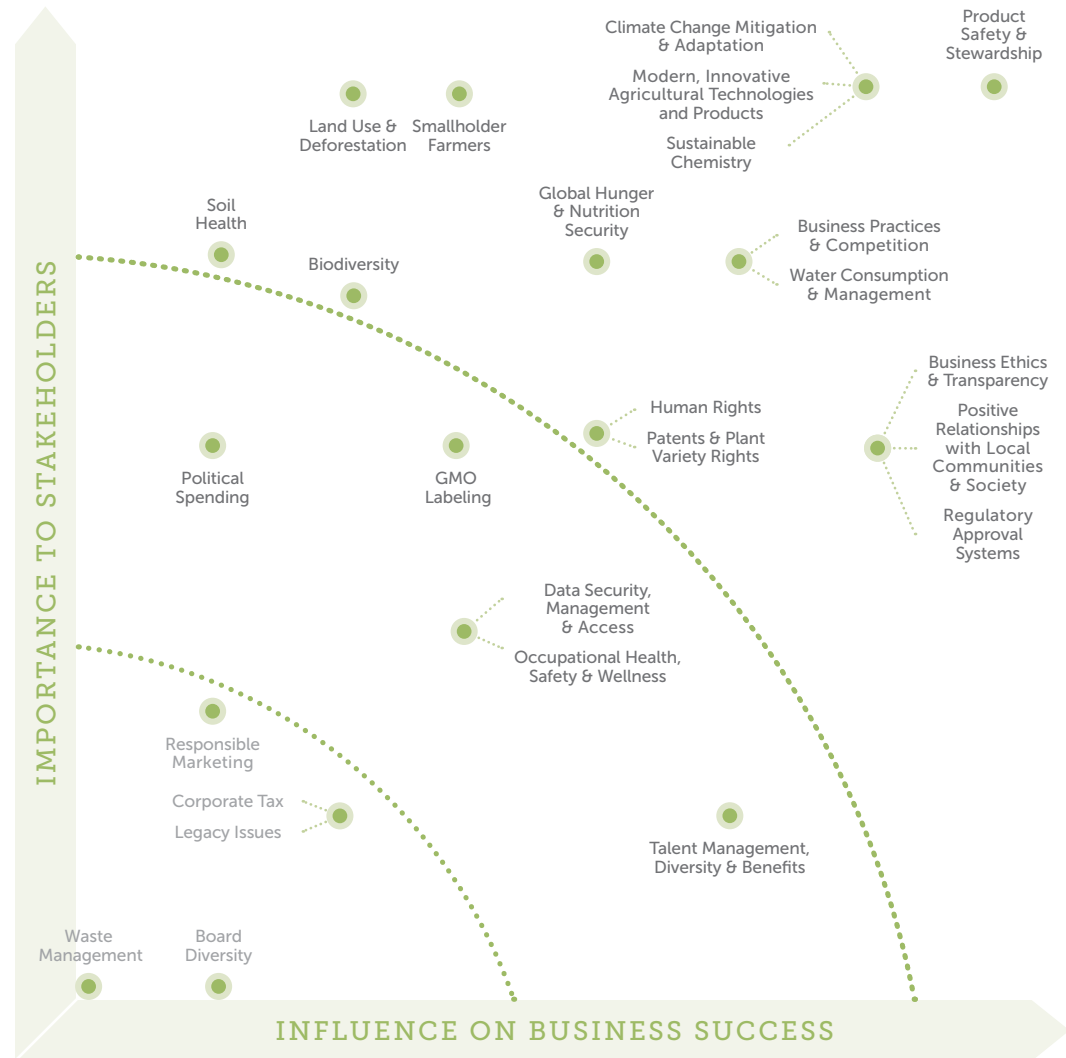 Climate Change Mitigation
& Adaptation
Modern, Innovative
Agricultural Technologies
and Products
Sustainable
Chemistry
Product
Safety &
Stewardship
Land Use &
Deforestation
Smallholder
Farmers
Soil
Health
Biodiversity
Global Hunger
& Nutrition
Security
Business Practices
& Competition
Water Consumption
& Management
Business Ethics
& Transparency
Positive
Relationships
with Local
Communities
& Society
Regulatory
Approval
Systems
Human Rights
Patents & Plant
Variety Rights
Political
Spending
GMO
Labeling
Data Security,
Management
& Access
Occupational Health,
Safety & Wellness
Responsible
Marketing
Corporate Tax
Legacy Issues
Talent Management,
Diversity & Benefits
Waste
Management
Board
Diversity
IMPORTANCE TO STAKEHOLDERS
INFLUENCE ON BUSINESS SUCCESS